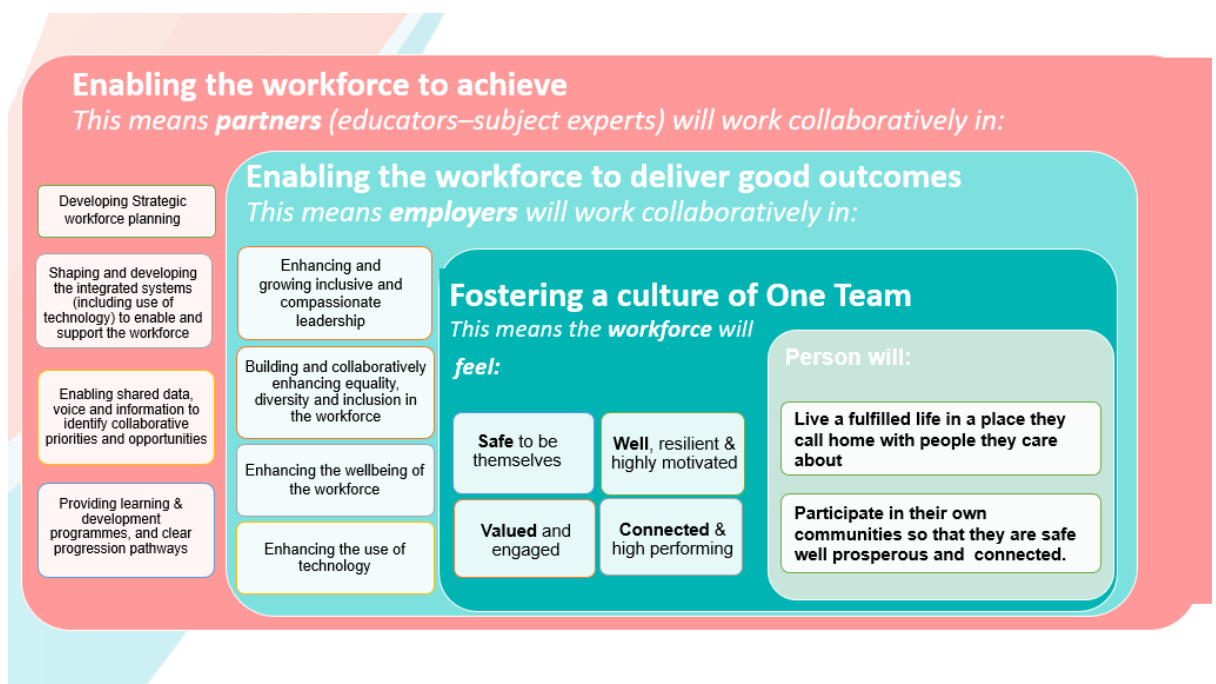 Enabling the workforce to achieve
This means partners (educators–subject experts) will work collaboratively in:
Developing Strategic
workforce planning
Shaping and developing
the integrated systems
(including use of
technology) to enable and
support the workforce
Enabling shared data,
voice and information to
identify collaborative
priorities and opportunities
Providing learning &
development
programmes, and clear
progression pathways
Enabling the workforce to deliver good outcomes
This means employers will work collaboratively in:
Enhancing and
growing inclusive and
compassionate
leadership
Building and collaboratively
enhancing equality,
diversity and inclusion in
the workforce
Enhancing the wellbeing of
the workforce
Enhancing the use of
technology
Fostering a culture of One Team
This means the workforce will
feel:
Safe to be
themselves
Well, resilient &
highly motivated
Valued and
engaged
Connected &
high performing
Person will:
Live a fulfilled life in a place they
call home with people they care
about
Participate in their own
communities so that they are safe
well prosperous and  connected.